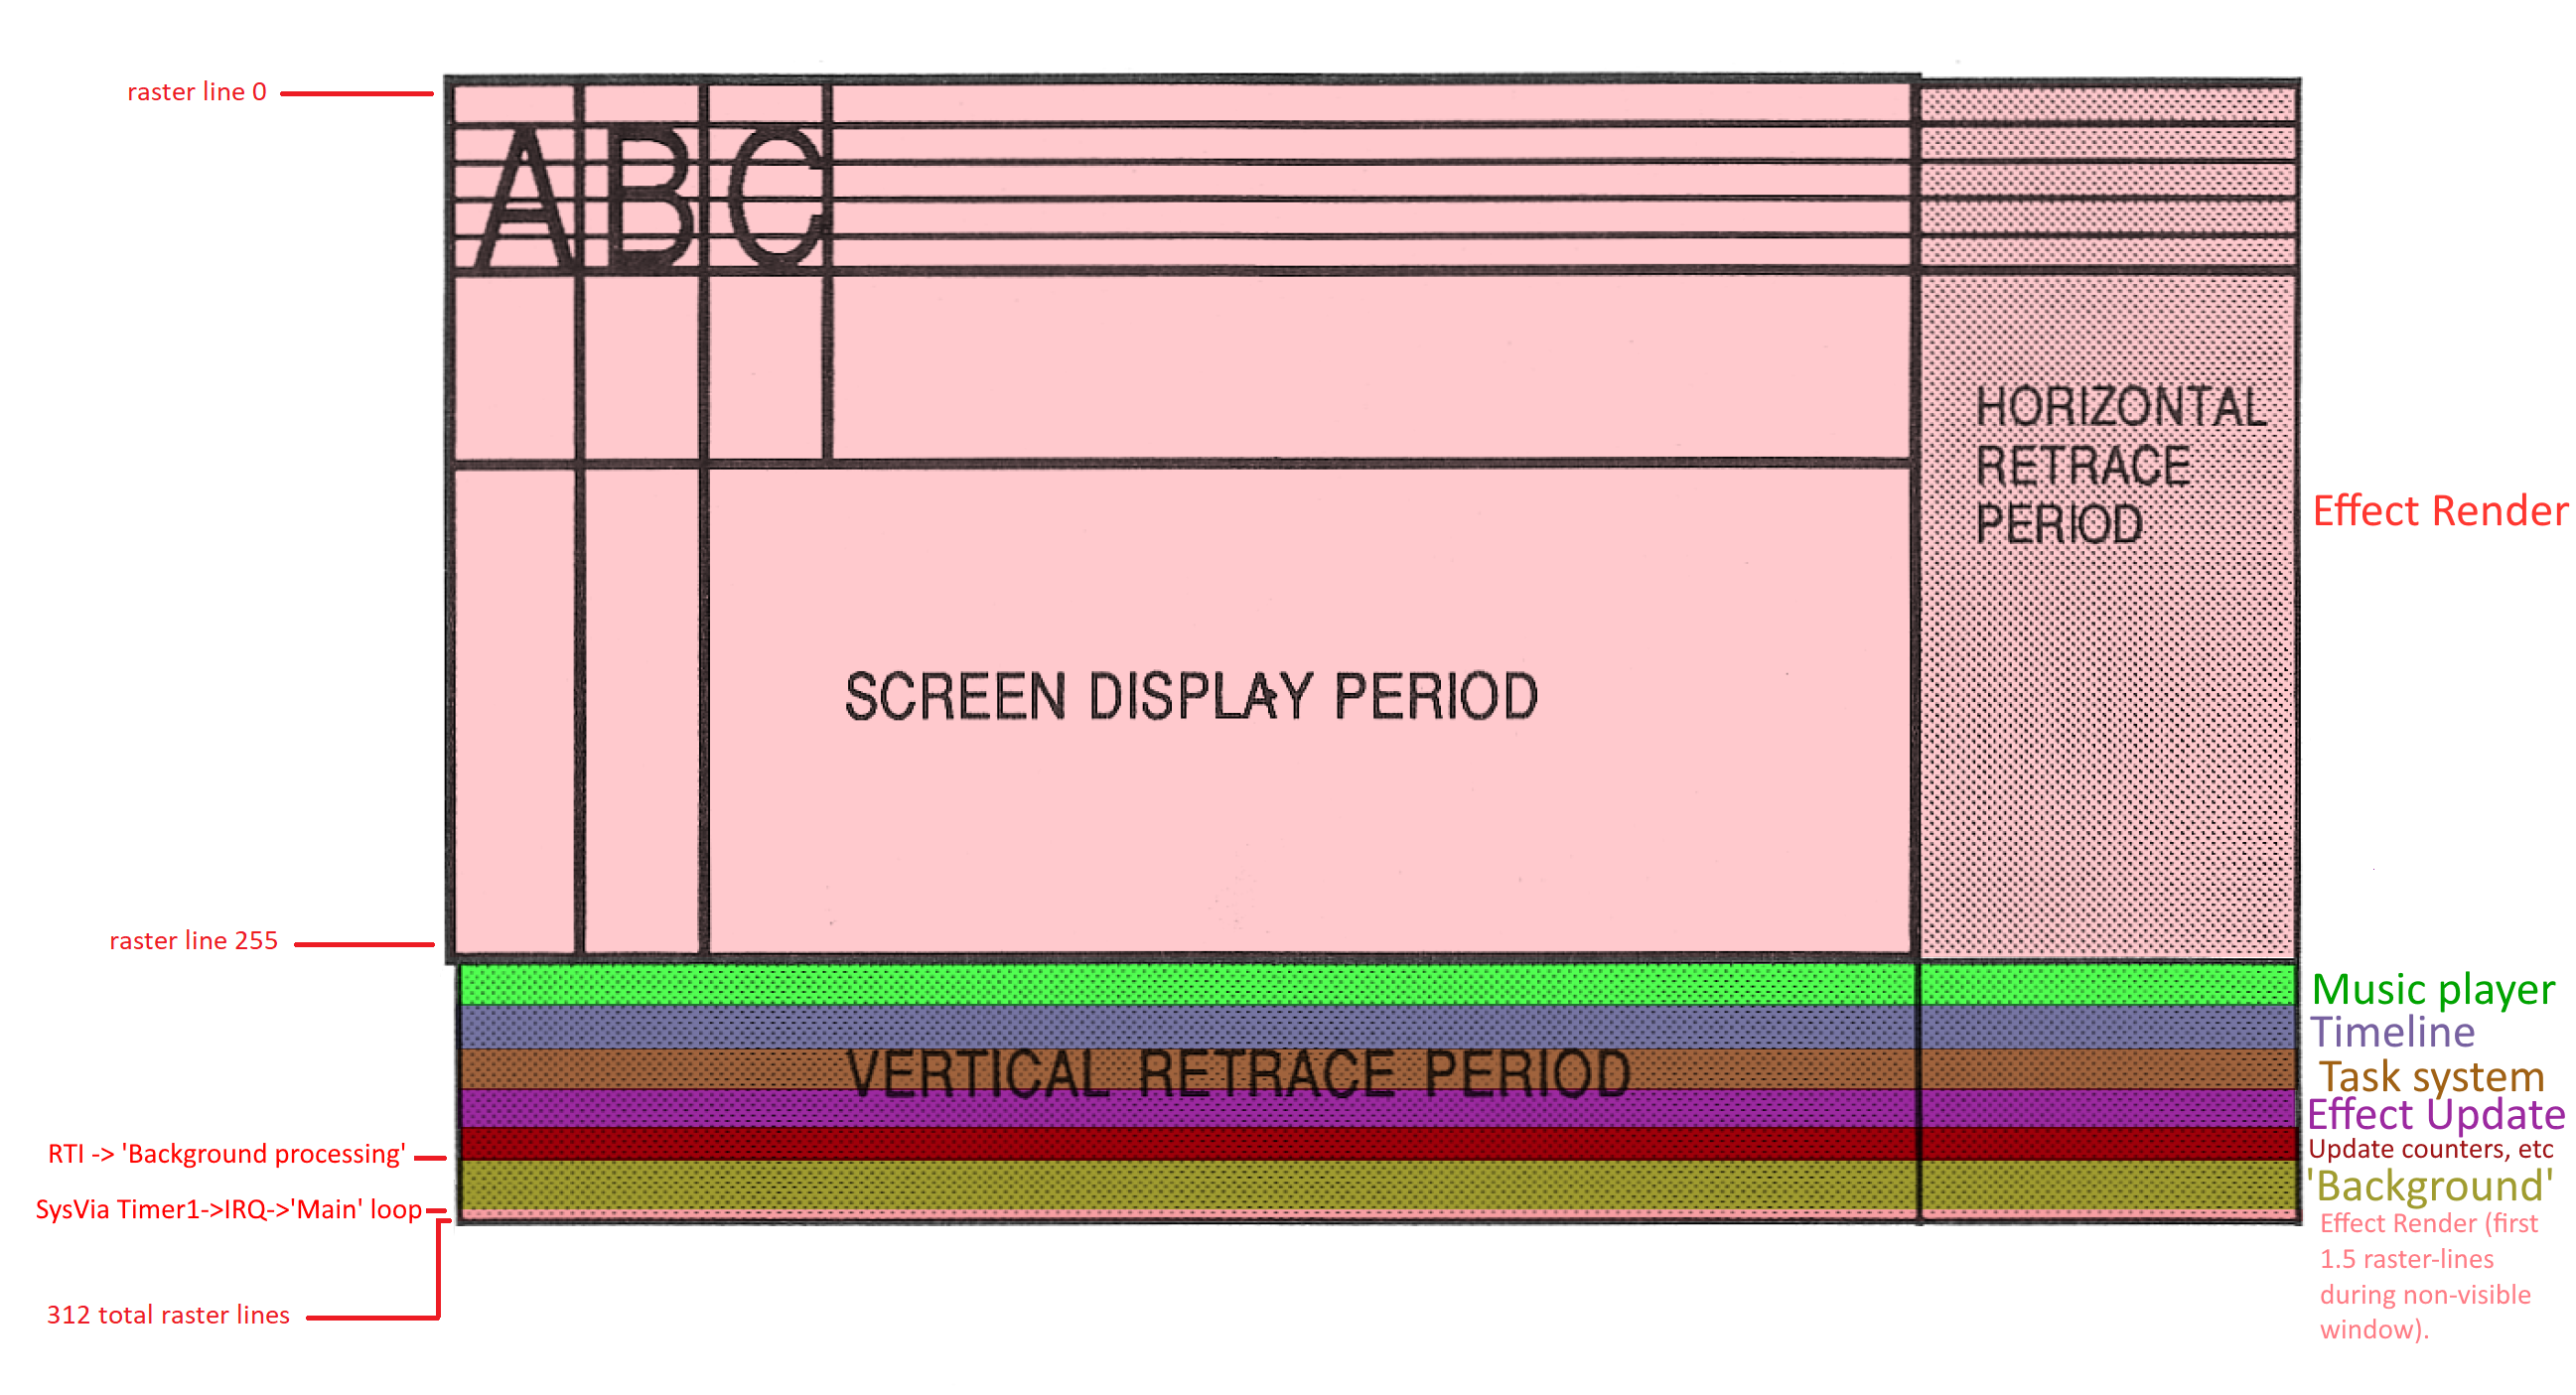 raster line 0
ABC
HORIZONTAL
RETRACE
PERIOD
Effect Render
SCREEN DISPLAY PERIOD
raster line 255
Music player
Timeline
VERTICAL RETRACE PERIOD
Task system
Effect Update
RTI -> 'Background processing'
Update counters, etc
'Background'
SysVia Timer1->IRQ->'Main' loop
Effect Render (first
1.5 raster-lines
during non-visible
window).
312 total raster lines